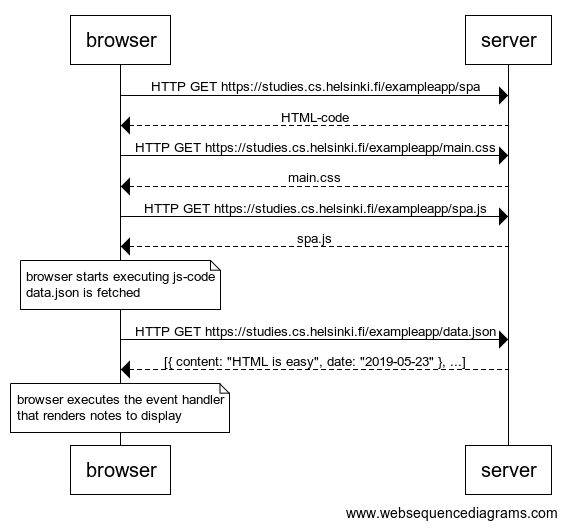 browser
server
HTTP GET https://studies.cs.helsinki.fi/exampleapp/spa
HTML-code
HTTP GET https://studies.cs.helsinki.fi/exampleapp/main.css
main.css
HTTP GET https://studies.cs.helsinki.fi/exampleapp/spa.js
spa.js
browser starts executing js-code
data.json is fetched
HTTP GET https://studies.cs.helsinki.fi/exampleapp/data.json
[{ content: "HTML is easy", date: "2019-05-23" }, ...]
browser executes the event handler
that renders notes to display
browser
server
www.websequencediagrams.com